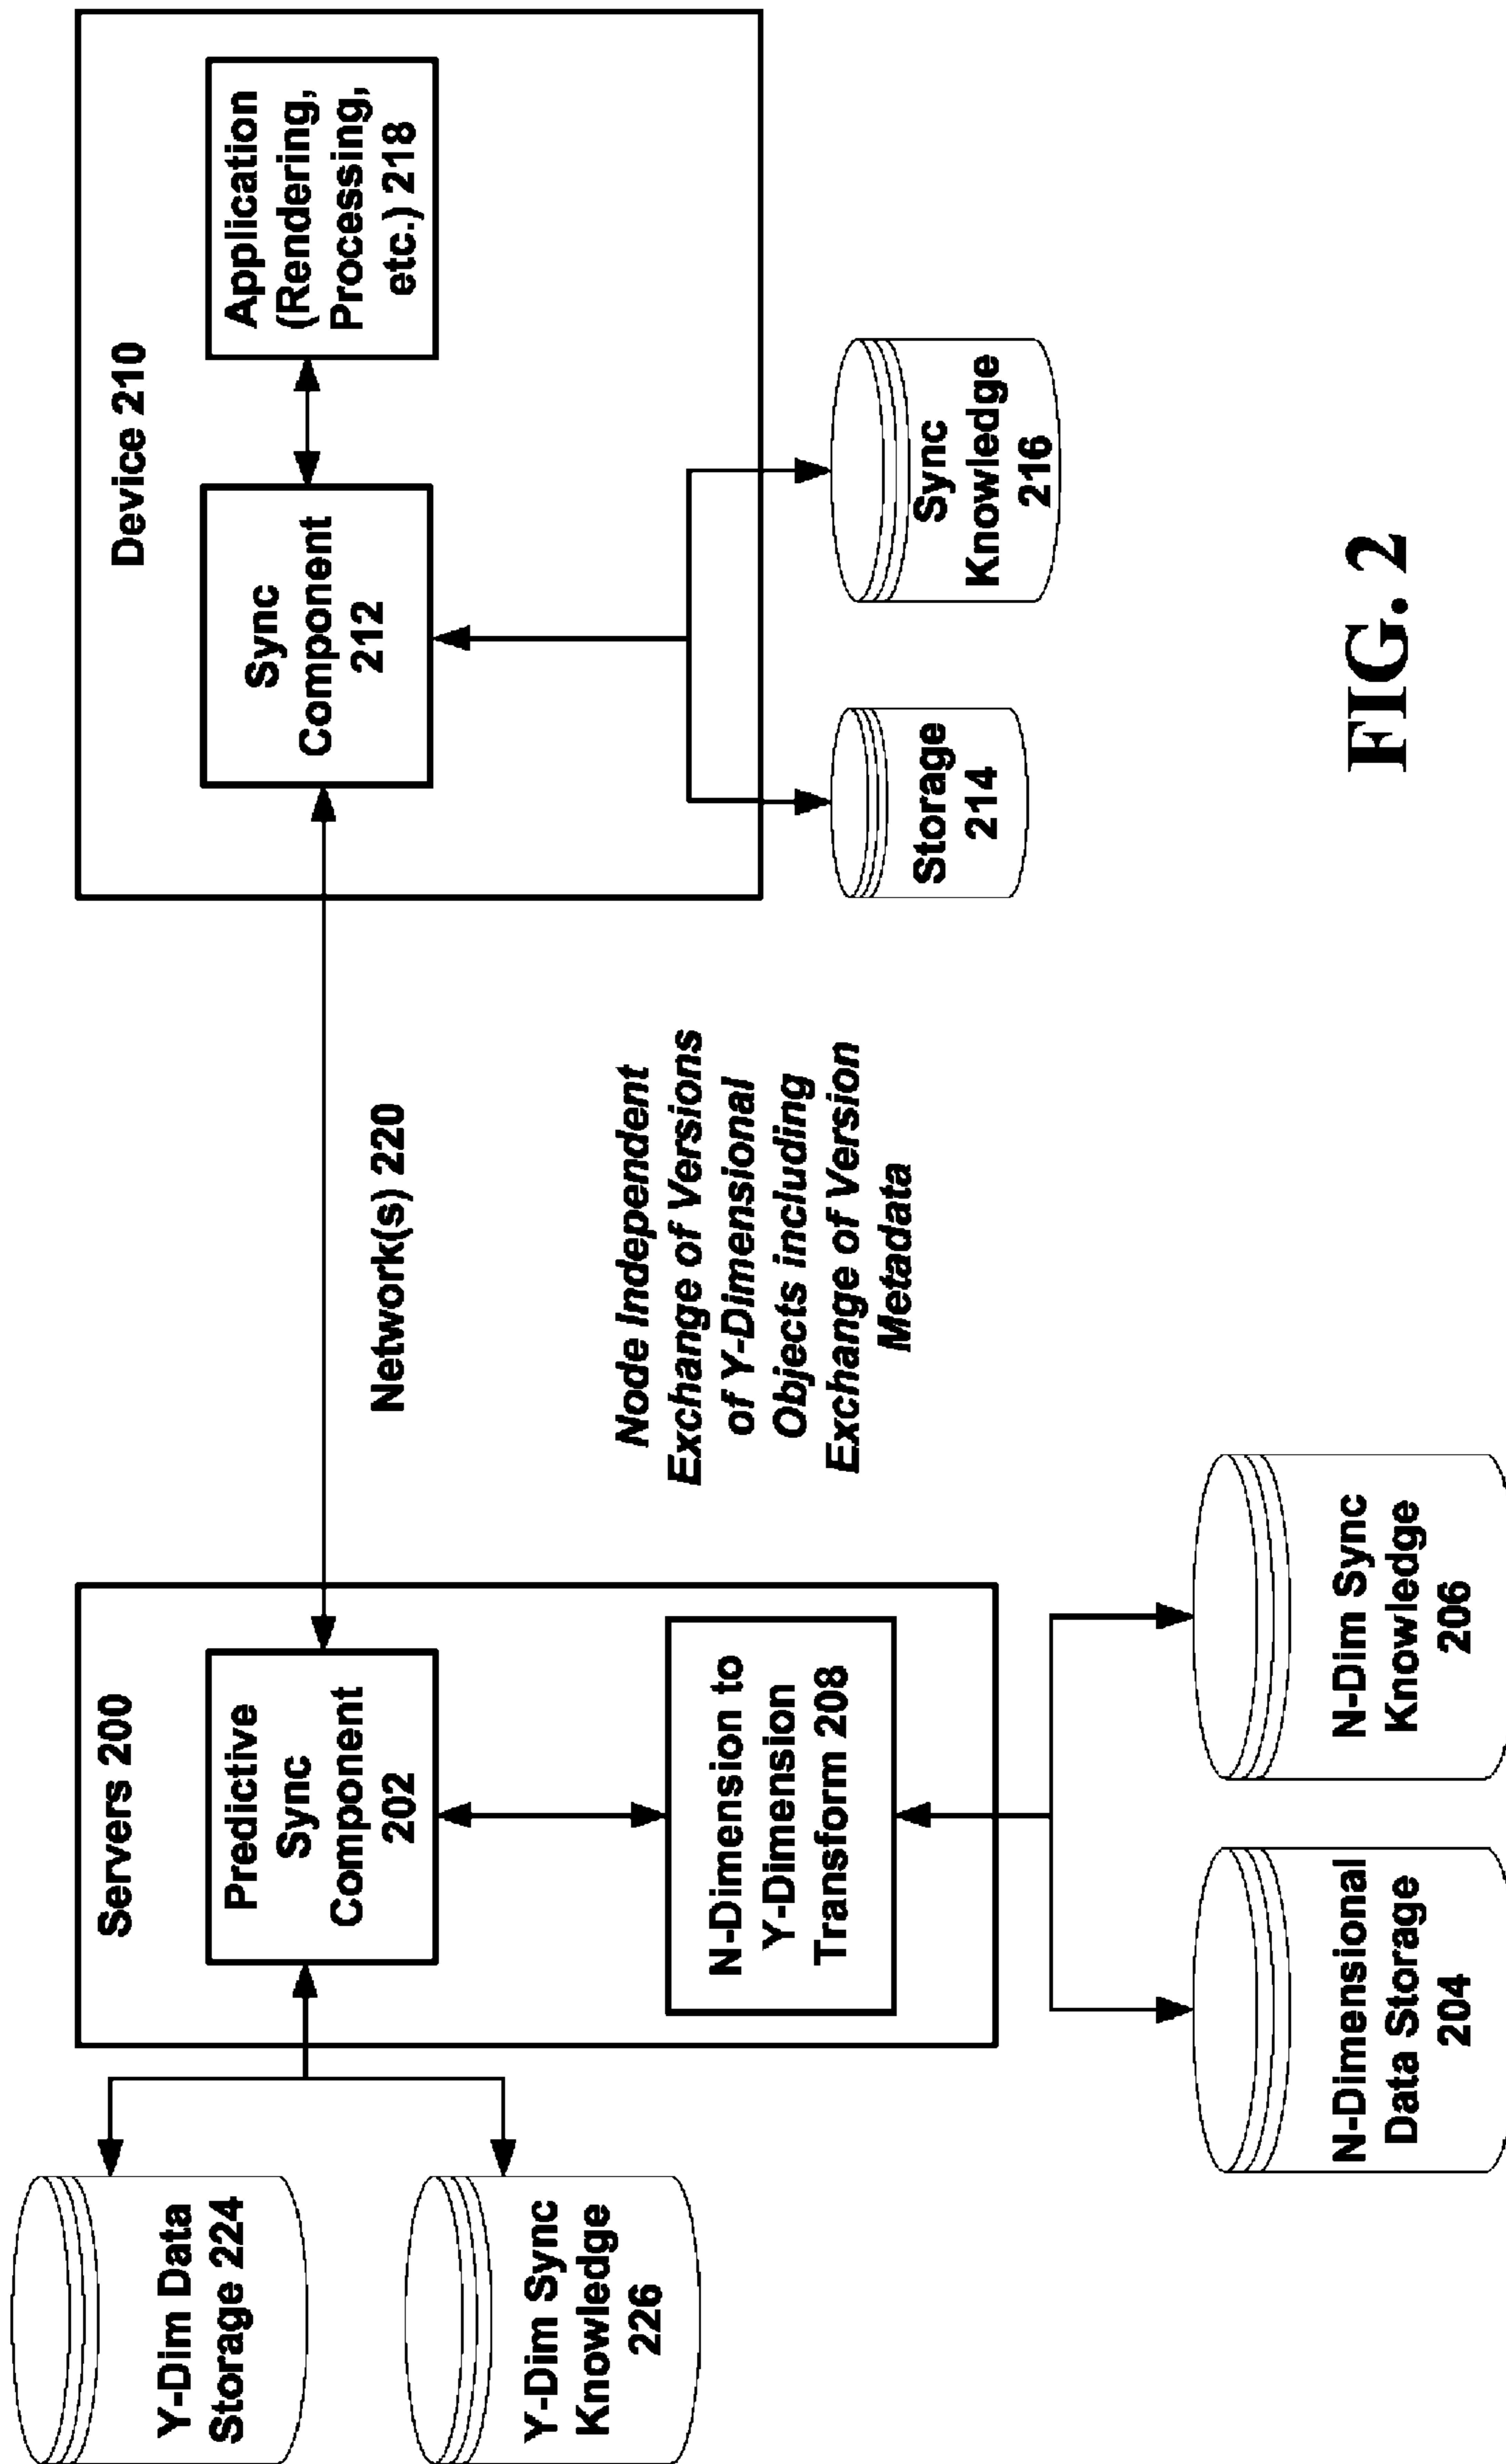 Y-Dim Data
Storage 224
Y-Dim Sync
Knowledge
226
Servers 200
Predictive
Sync
Component
202
N-Dimension to
Y-Dimension
Transform 208
N-Dimensional
Data Storage
204
N-Dim Sync
Knowledge
206
Network(s) 220
Node Independent
Exchange of Versions
of Y-Dimensional
Objects including
Exchange of Version
Metadata
Device 210
Sync
Component
212
Application
(Rendering,
Processing,
etc.) 218
Storage
214
Sync
Knowledge
216
FIG. 2